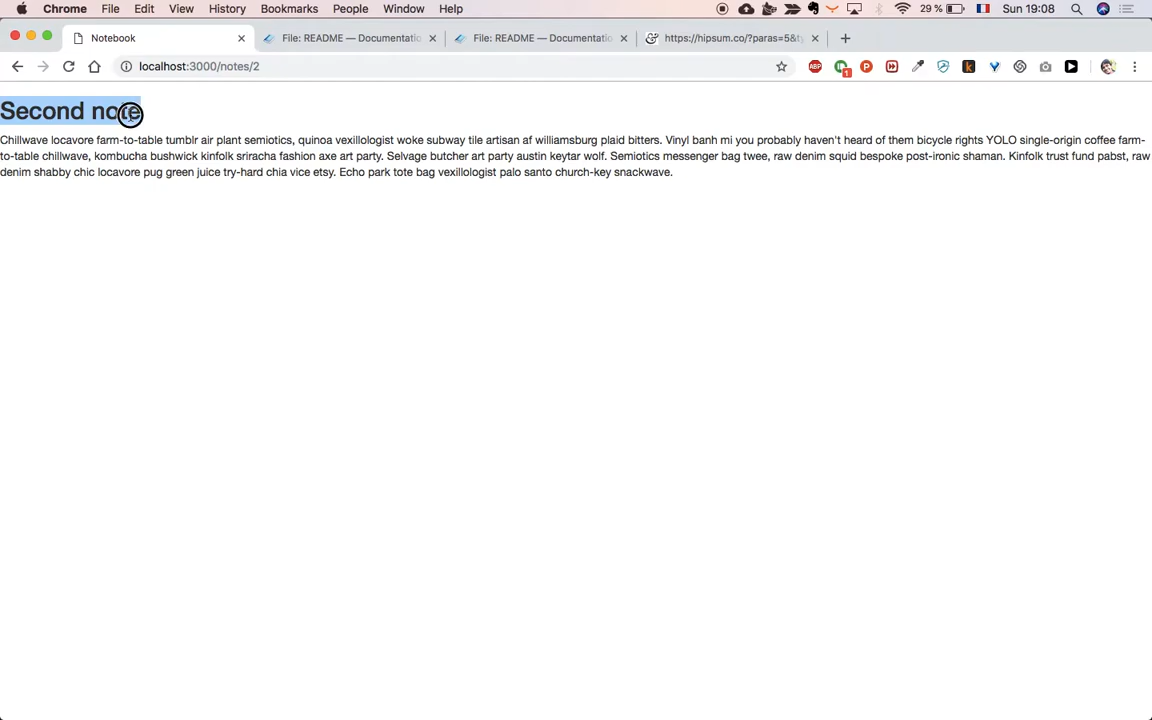 Chrome File Edit View History Bookmarks People Window Help 29 % Sun 19:08
Notebook File: README — Documentatio File: README — Documentatio https://hipsum.co/?paras=5&t
localhost:3000/notes/2 ABP 1
Second note
Chillwave locavore farm-to-table tumblr air plant semiotics, quinoa vexillologist woke subway tile artisan af williamsburg plaid bitters. Vinyl banh mi you probably haven't heard of them bicycle rights YOLO single-origin coffee farm-
to-table chillwave, kombucha bushwick kinfolk sriracha fashion axe art party. Selvage butcher art party austin keytar wolf. Semiotics messenger bag twee, raw denim squid bespoke post-ironic shaman. Kinfolk trust fund pabst, raw
denim shabby chic locavore pug green juice try-hard chia vice etsy. Echo park tote bag vexillologist palo santo church-key snackwave.